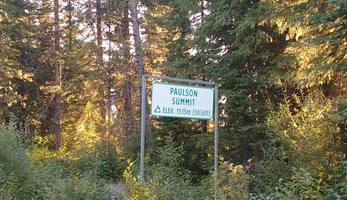 PAULSON
SUMMIT
ELEV. 1535m (5036ft)